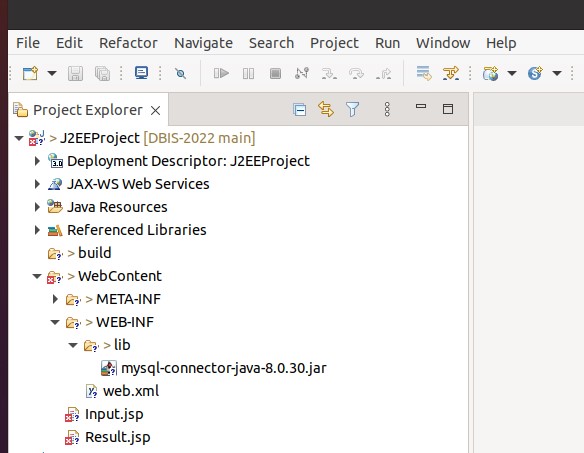 File Edit Refactor Navigate Search Project Run Window Help
Project Explorer
> J2EEProject [DBIS-2022 main]
Deployment Descriptor: J2EEProject
JAX-WS Web Services
Java Resources
Referenced Libraries
> build
> WebContent
> META-INF
> WEB-INF
> lib
mysql-connector-java-8.0.30.jar
web.xml
Input.jsp
Result.jsp